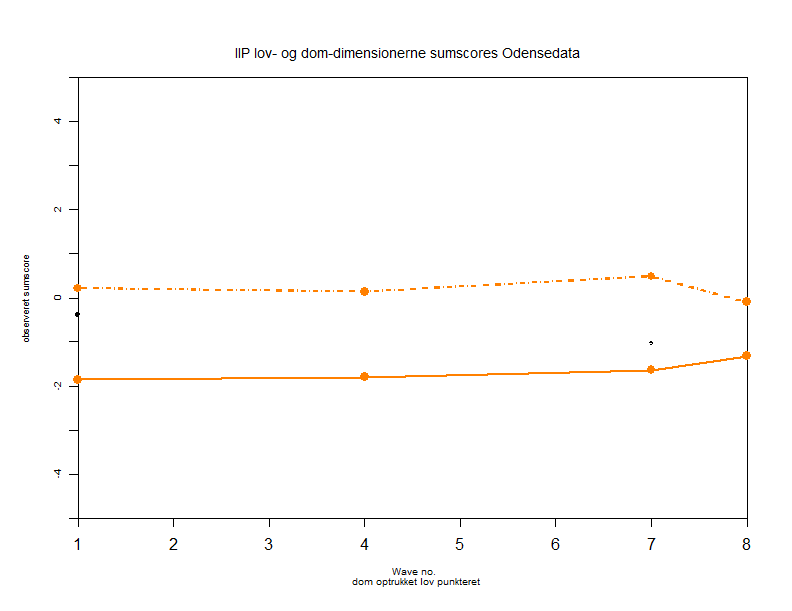 IIP lov- og dom-dimensionerne sumscores Odensedata
observeret sumscore
4
2
0
-2
-4
1 2 3 4 5 6 7 8
Wave no.
dom optrukket lov punkteret